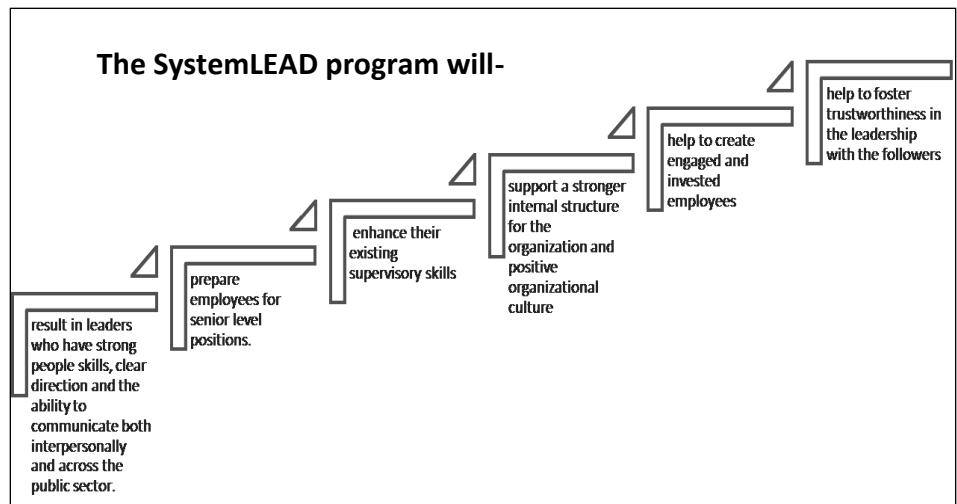 The SystemLEAD program will-
result in leaders
who have strong
people skills, clear
direction and the
ability to
communicate both
interpersonally
and across the
public sector.
prepare
employees for
senior level
positions.
enhance their
existing
supervisory skills
support a stronger
internal structure
for the
organization and
positive
organizational
culture
help to create
engaged and
invested
employees
help to foster
trustworthiness in
the leadership
with the followers